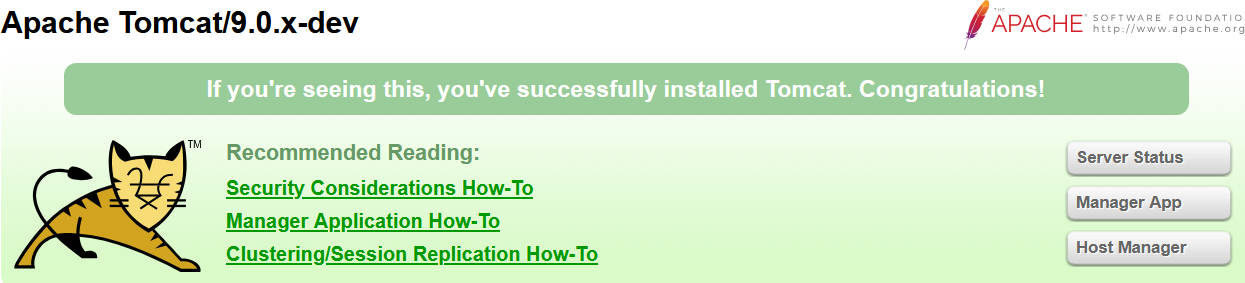 Apache Tomcat/9.0.x-dev
THE
APACHE
SOFTWARE FOUNDATIO
http://www.apache.org
If you're seeing this, you've successfully installed Tomcat. Congratulations!
TM
Recommended Reading:
Security Considerations How-To
Manager Application How-To
Clustering/Session Replication How-To
Server Status
Manager App
Host Manager